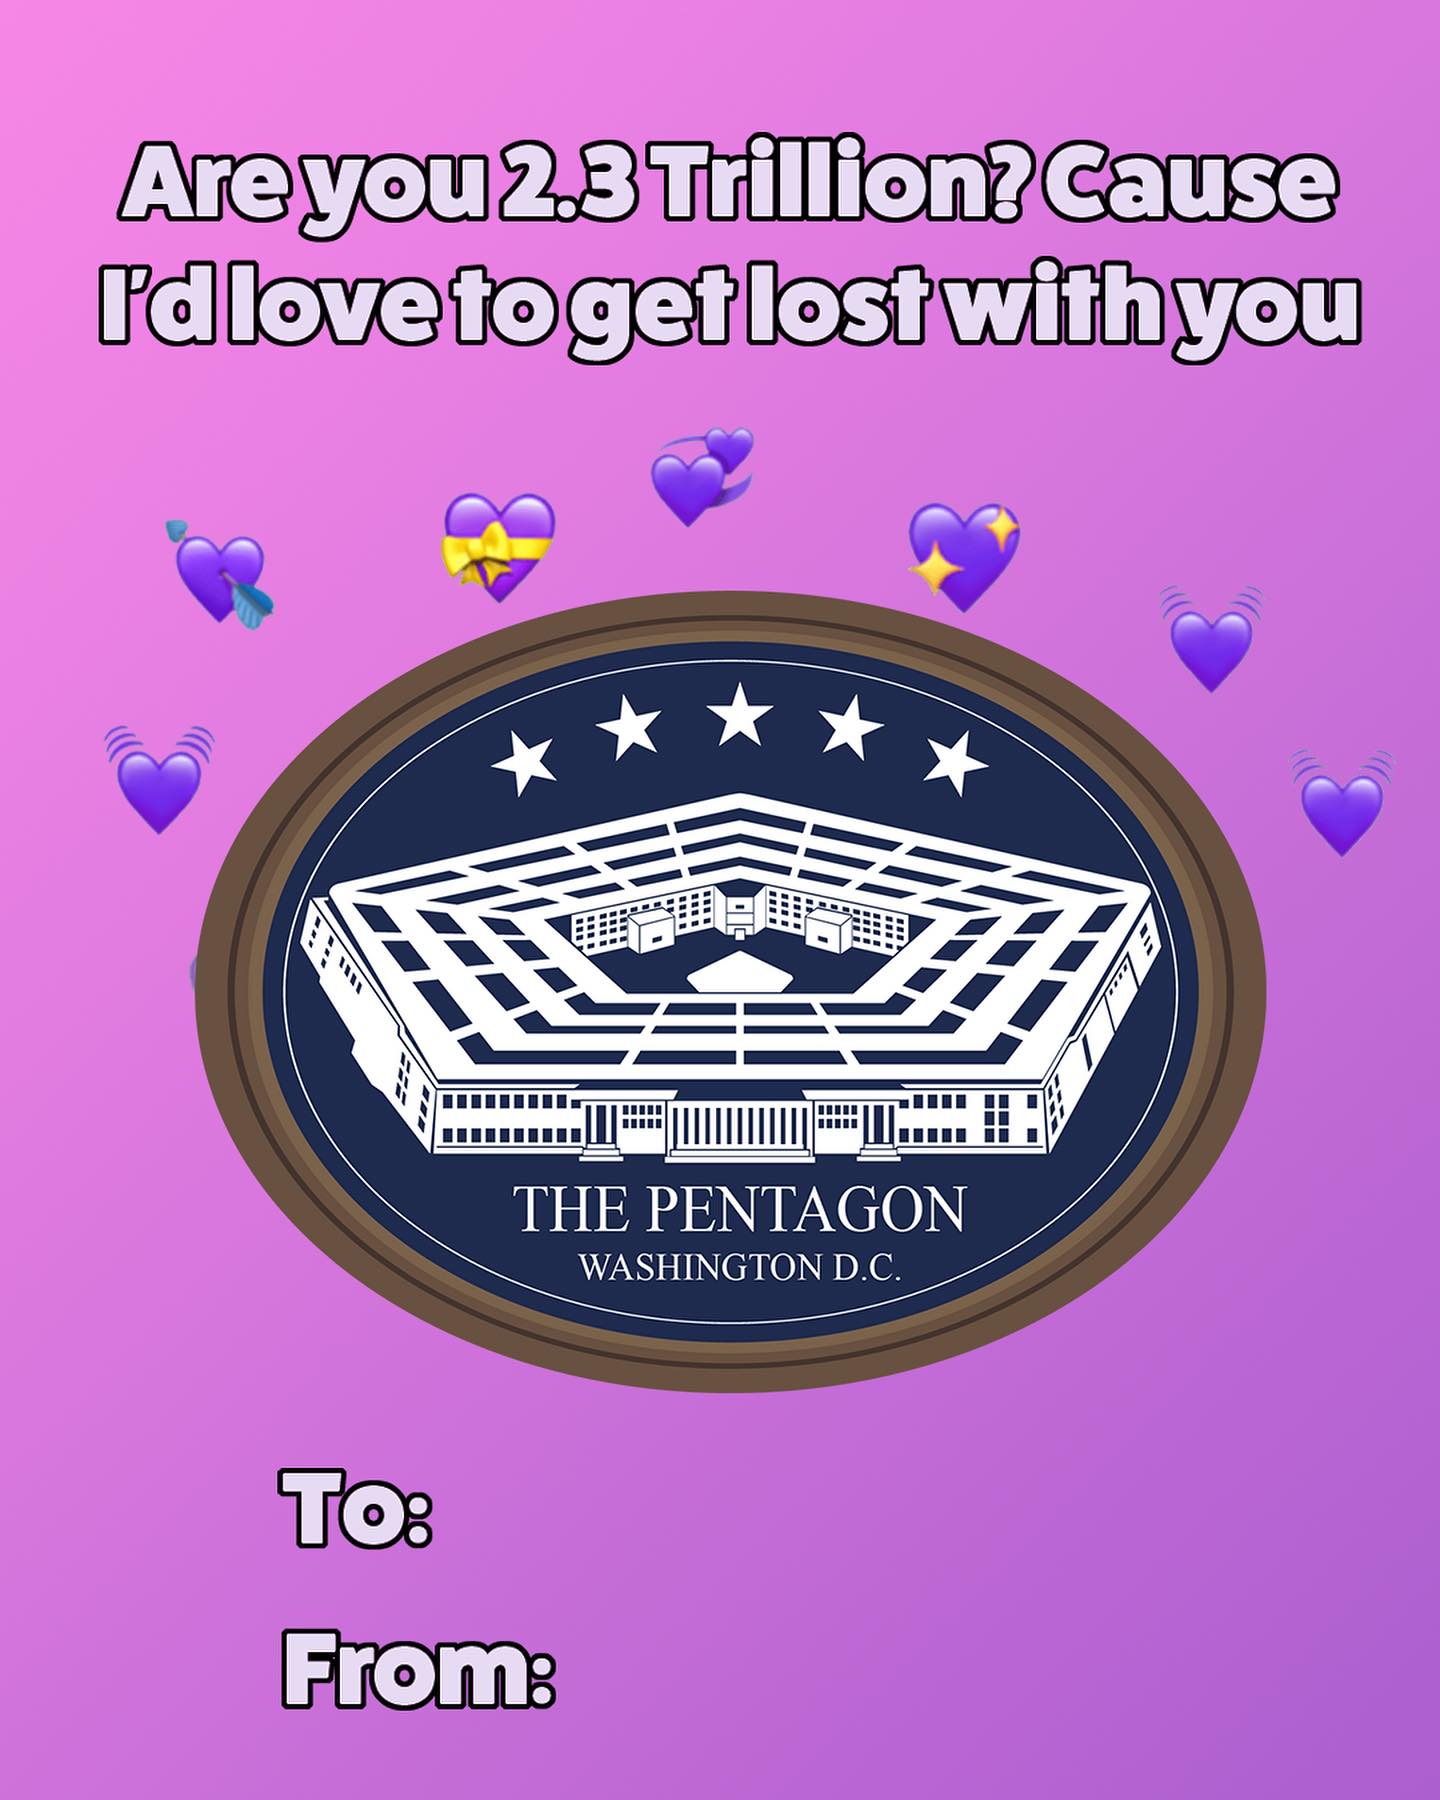 Are you 2.3 Trillion? Cause
I'd love to get lost with you
THE PENTAGON
WASHINGTON D.C.
To:
From: